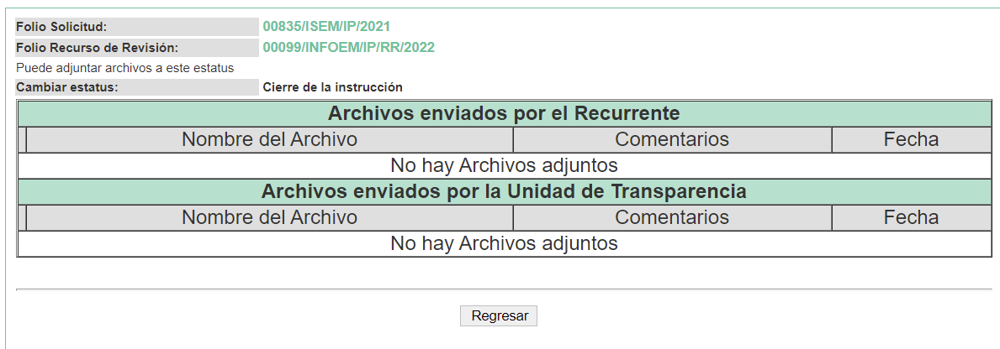 Folio Solicitud: 00835/ISEM/IP/2021
Folio Recurso de Revisión: 00099/INFOEM/IP/RR/2022
Puede adjuntar archivos a este estatus
Cambiar estatus: Cierre de la instrucción
Archivos enviados por el Recurrente
Nombre del Archivo Comentarios Fecha
No hay Archivos adjuntos
Archivos enviados por la Unidad de Transparencia
Nombre del Archivo Comentarios Fecha
No hay Archivos adjuntos
Regresar